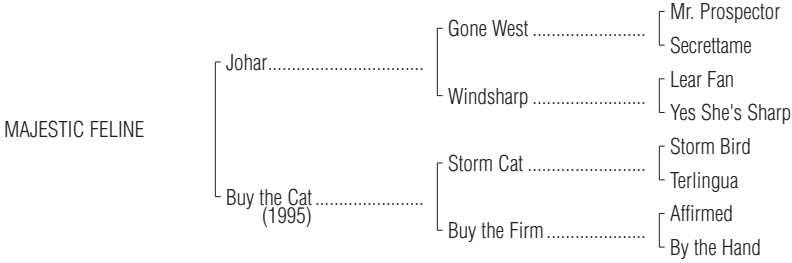 Mr. Prospector
Gone West ........................
Secrettame
Johar.................................
Lear Fan
Windsharp ........................
Yes She's Sharp
MAJESTIC FELINE
Storm Bird
Storm Cat .........................
Terlingua
Buy the Cat .......................
(1995)
Affirmed
Buy the Firm .....................
By the Hand